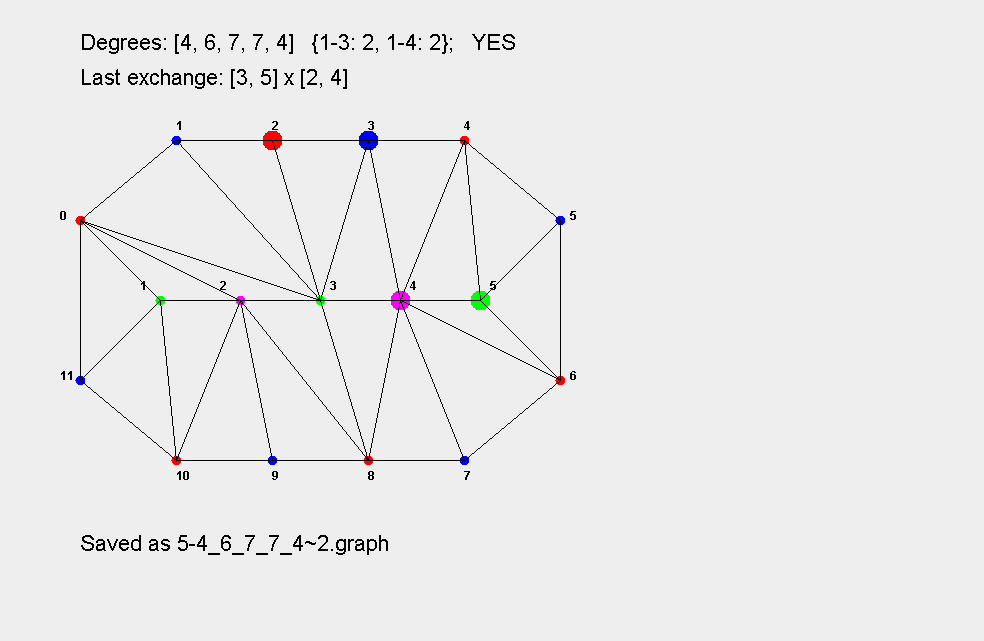 Degrees: [4, 6, 7, 7, 4] {1-3: 2, 1-4: 2}; YES
Last exchange: [3, 5] x [2, 4]
1 2 3 4
0 5
1 2 3 4 5
11 6
10 9 8 7
Saved as 5-4_6_7_7_4~2.graph